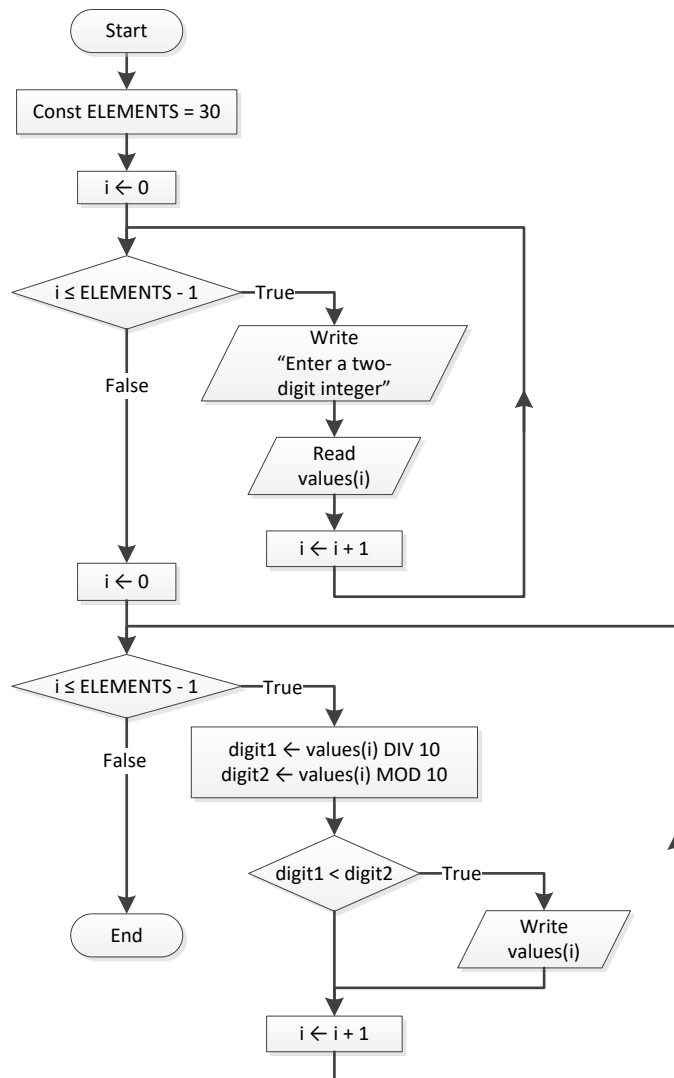 Start
Const ELEMENTS = 30
i ← 0
i ≤ ELEMENTS - 1
True
Write
“Enter a two-
digit integer”
False
Read
values(i)
i ← i + 1
i ← 0
i ≤ ELEMENTS - 1
True
digit1 ← values(i) DIV 10
digit2 ← values(i) MOD 10
False
digit1 < digit2
True
Write
values(i)
End
i ← i + 1